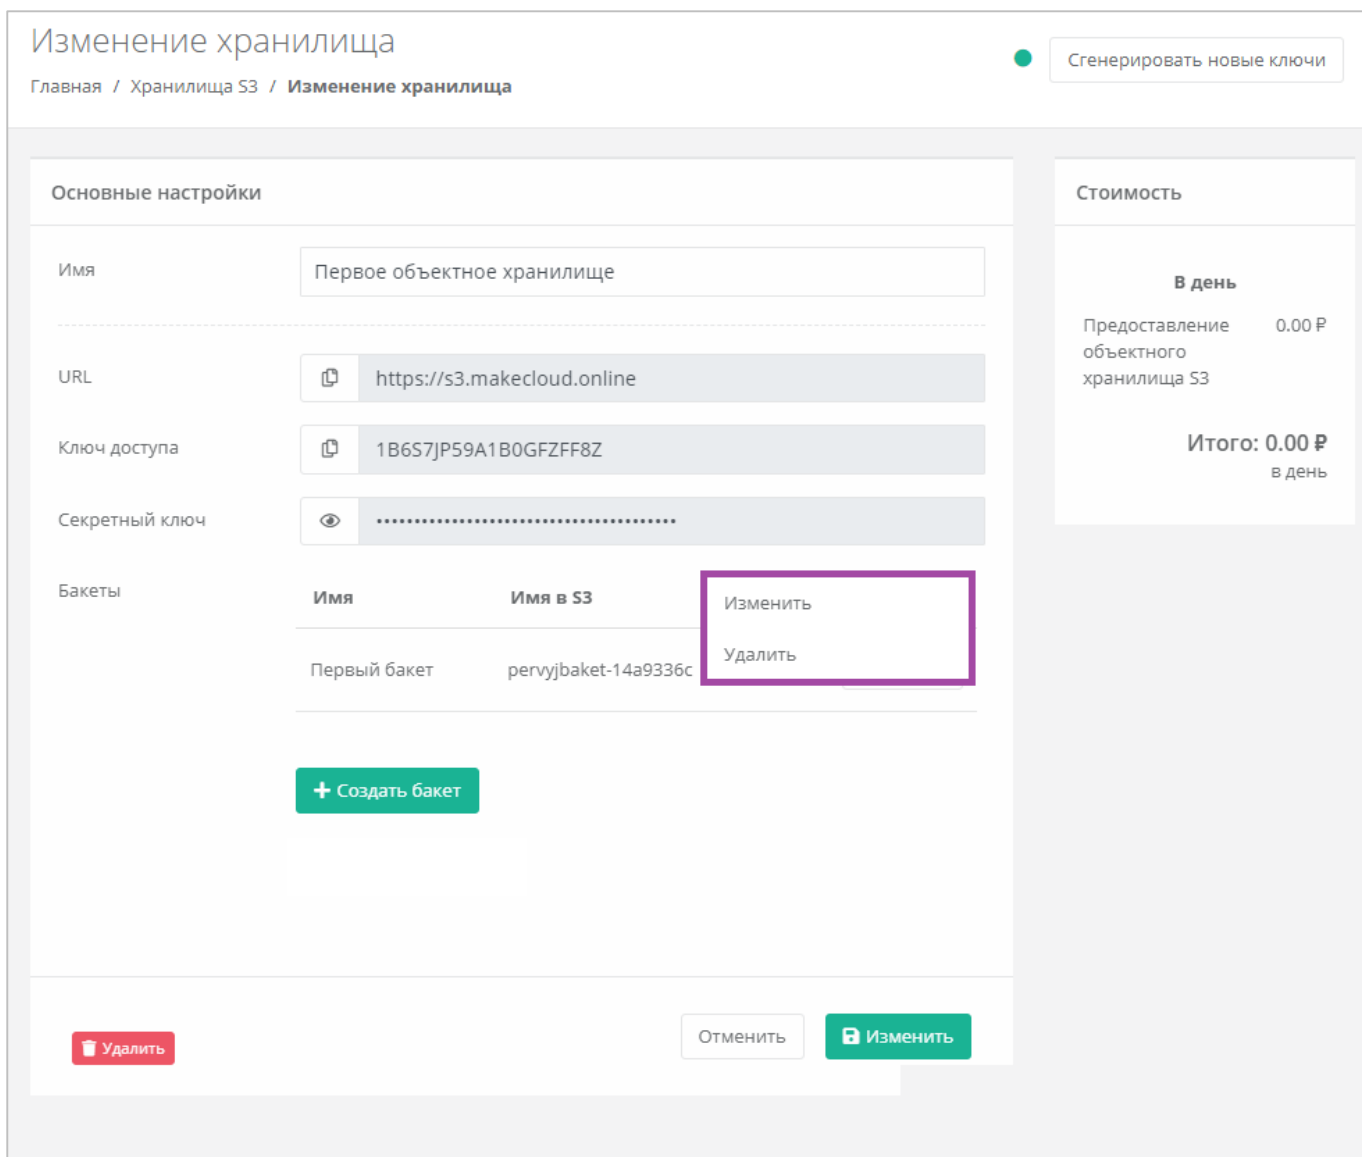 Изменение хранилища
Сгенерировать новые ключи
Главная / Хранилища S3 / Изменение хранилища
Основные настройки
Имя
Первое объектное хранилище
URL
https://s3.makecloud.online
Ключ доступа
1B6S7JP59A1B0GFZFF8Z
Секретный ключ
••••••••••••••••••••••••••••••••••••••••
Бакеты
Имя
Имя в S3
Изменить
Удалить
Первый бакет
pervyjbaket-14a9336c
Создать бакет
Удалить
Отменить
Изменить
Стоимость
В день
Предоставление 0.00 ₽
объектного
хранилища S3
Итого: 0.00 ₽
в день